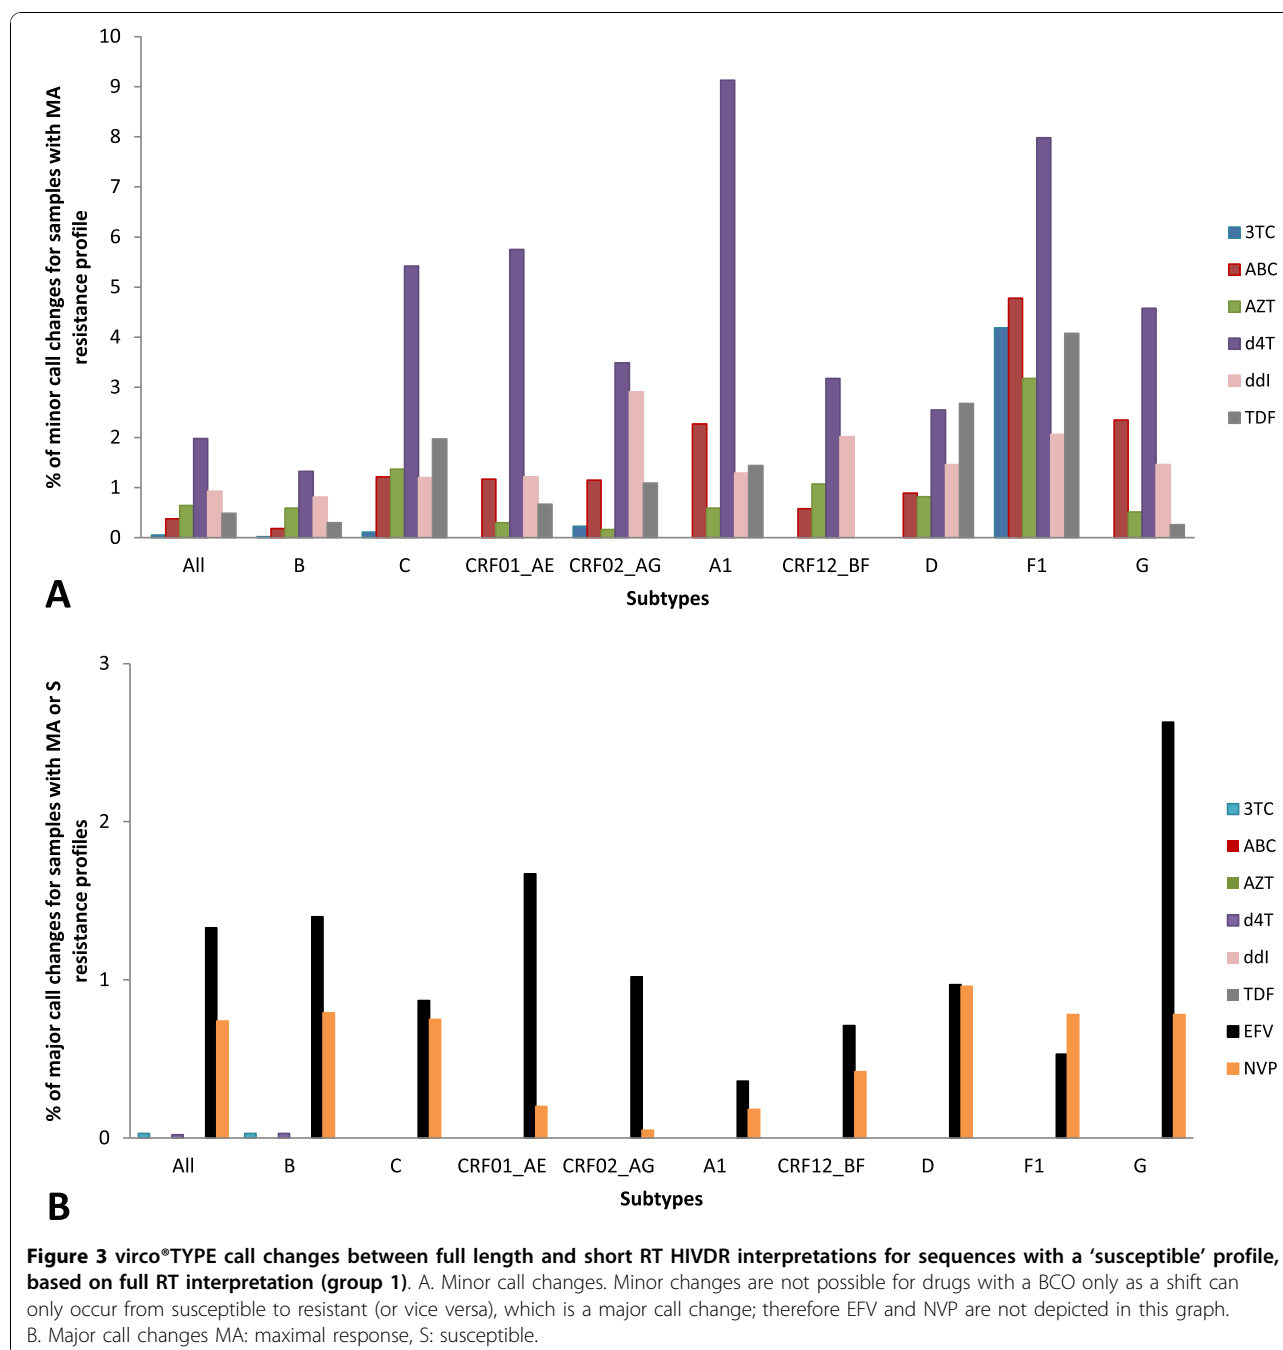 10
9
8
7
6
5
4
3
2
1
0
% of minor call changes for samples with MA
resistance profile
All B C CRF01_AE CRF02_AG A1 CRF12_BF D F1 G
Subtypes
3TC
ABC
AZT
d4T
ddI
TDF
A
3
2
1
0
% of major call changes for samples with MA or S
resistance profiles
All B C CRF01_AE CRF02_AG A1 CRF12_BF D F1 G
Subtypes
3TC
ABC
AZT
d4T
ddI
TDF
EFV
NVP
B
Figure 3 virco®TYPE call changes between full length and short RT HIVDR interpretations for sequences with a ‘susceptible’ profile,
based on full RT interpretation (group 1). A. Minor call changes. Minor changes are not possible for drugs with a BCO only as a shift can
only occur from susceptible to resistant (or vice versa), which is a major call change; therefore EFV and NVP are not depicted in this graph.
B. Major call changes MA: maximal response, S: susceptible.